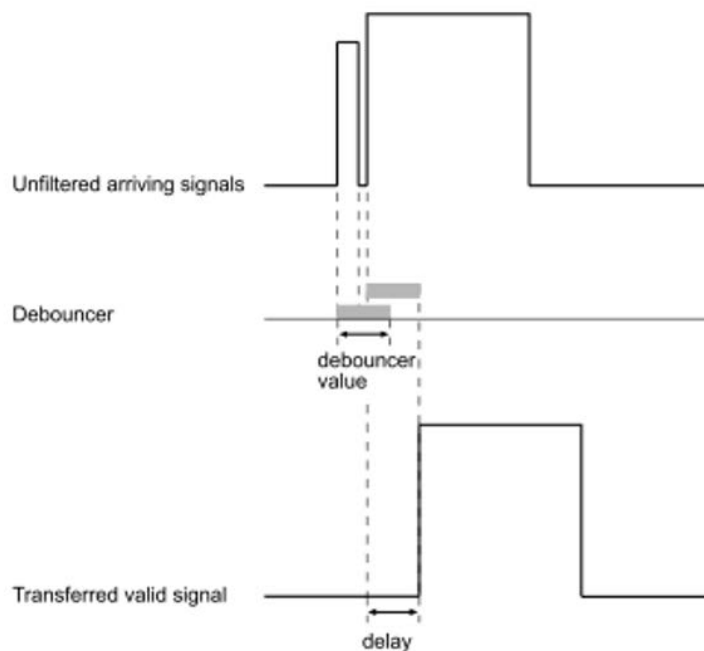 Unfiltered arriving signals
Debouncer
debouncer
value
Transferred valid signal
delay